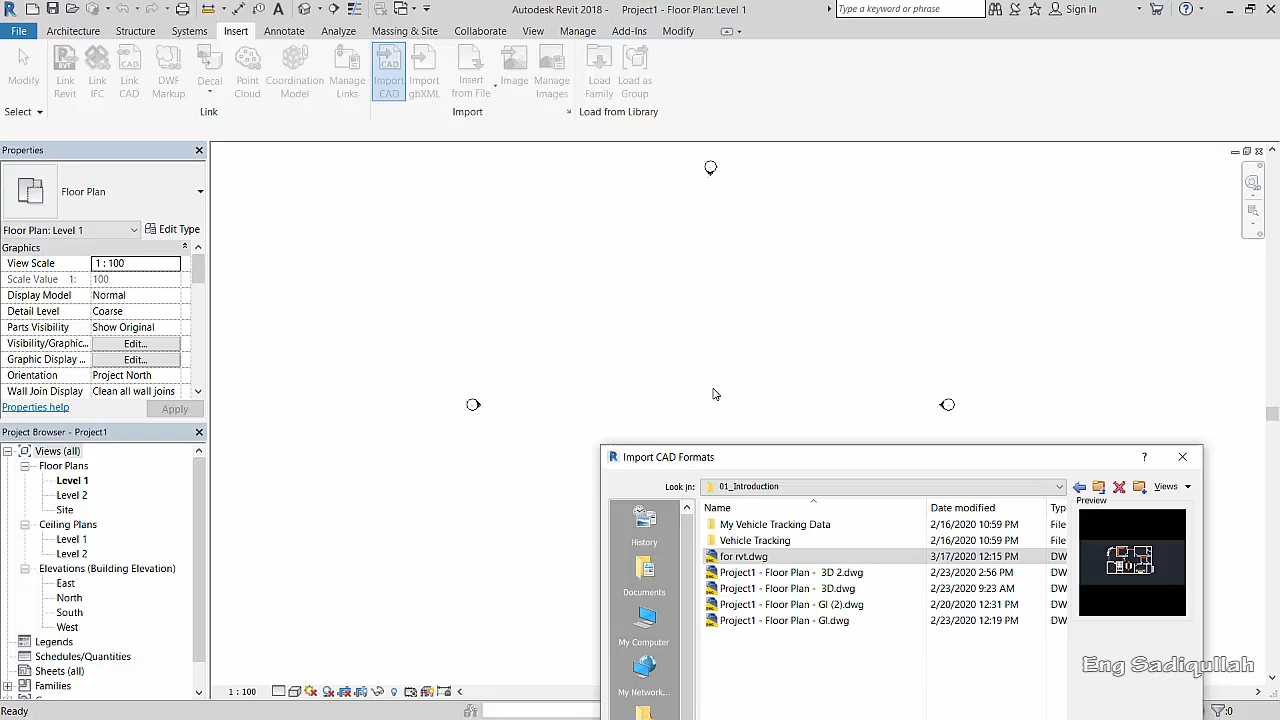 Autodesk Revit 2018 - Project1 - Floor Plan: Level 1
Type a keyword or phrase
Sign In
File Architecture Structure Systems Insert Annotate Analyze Massing & Site Collaborate View Manage Add-Ins Modify
Modify
Link Revit
Link IFC
Link CAD
DWF Markup
Decal
Point Cloud
Coordination Model
Manage Links
Import CAD
Import gbXML
Insert from File
Image
Manage Images
Load Family
Load as Group
Select
Link
Import
Load from Library
Properties
Floor Plan
Floor Plan: Level 1
Edit Type
Graphics
View Scale 1 : 100
Scale Value 1: 100
Display Model Normal
Detail Level Coarse
Parts Visibility Show Original
Visibility/Graphic... Edit...
Graphic Display ... Edit...
Orientation Project North
Wall Join Display Clean all wall joins
Properties help
Apply
Project Browser - Project1
Views (all)
Floor Plans
Level 1
Level 2
Site
Ceiling Plans
Level 1
Level 2
Elevations (Building Elevation)
East
North
South
West
Legends
Schedules/Quantities
Sheets (all)
Families
Ready
1 : 100
:0
Import CAD Formats
Look in: 01_Introduction
Views
Preview
Name Date modified Typ
My Vehicle Tracking Data 2/16/2020 10:59 PM File
Vehicle Tracking 2/16/2020 10:59 PM File
for rvt.dwg 3/17/2020 12:15 PM DW
Project1 - Floor Plan - 3D 2.dwg 2/23/2020 2:56 PM DW
Project1 - Floor Plan - 3D.dwg 2/23/2020 9:23 AM DW
Project1 - Floor Plan - Gl (2).dwg 2/20/2020 12:31 PM DW
Project1 - Floor Plan - Gl.dwg 2/23/2020 12:19 PM DW
History
Documents
My Computer
My Network...
Eng Sadiqullah